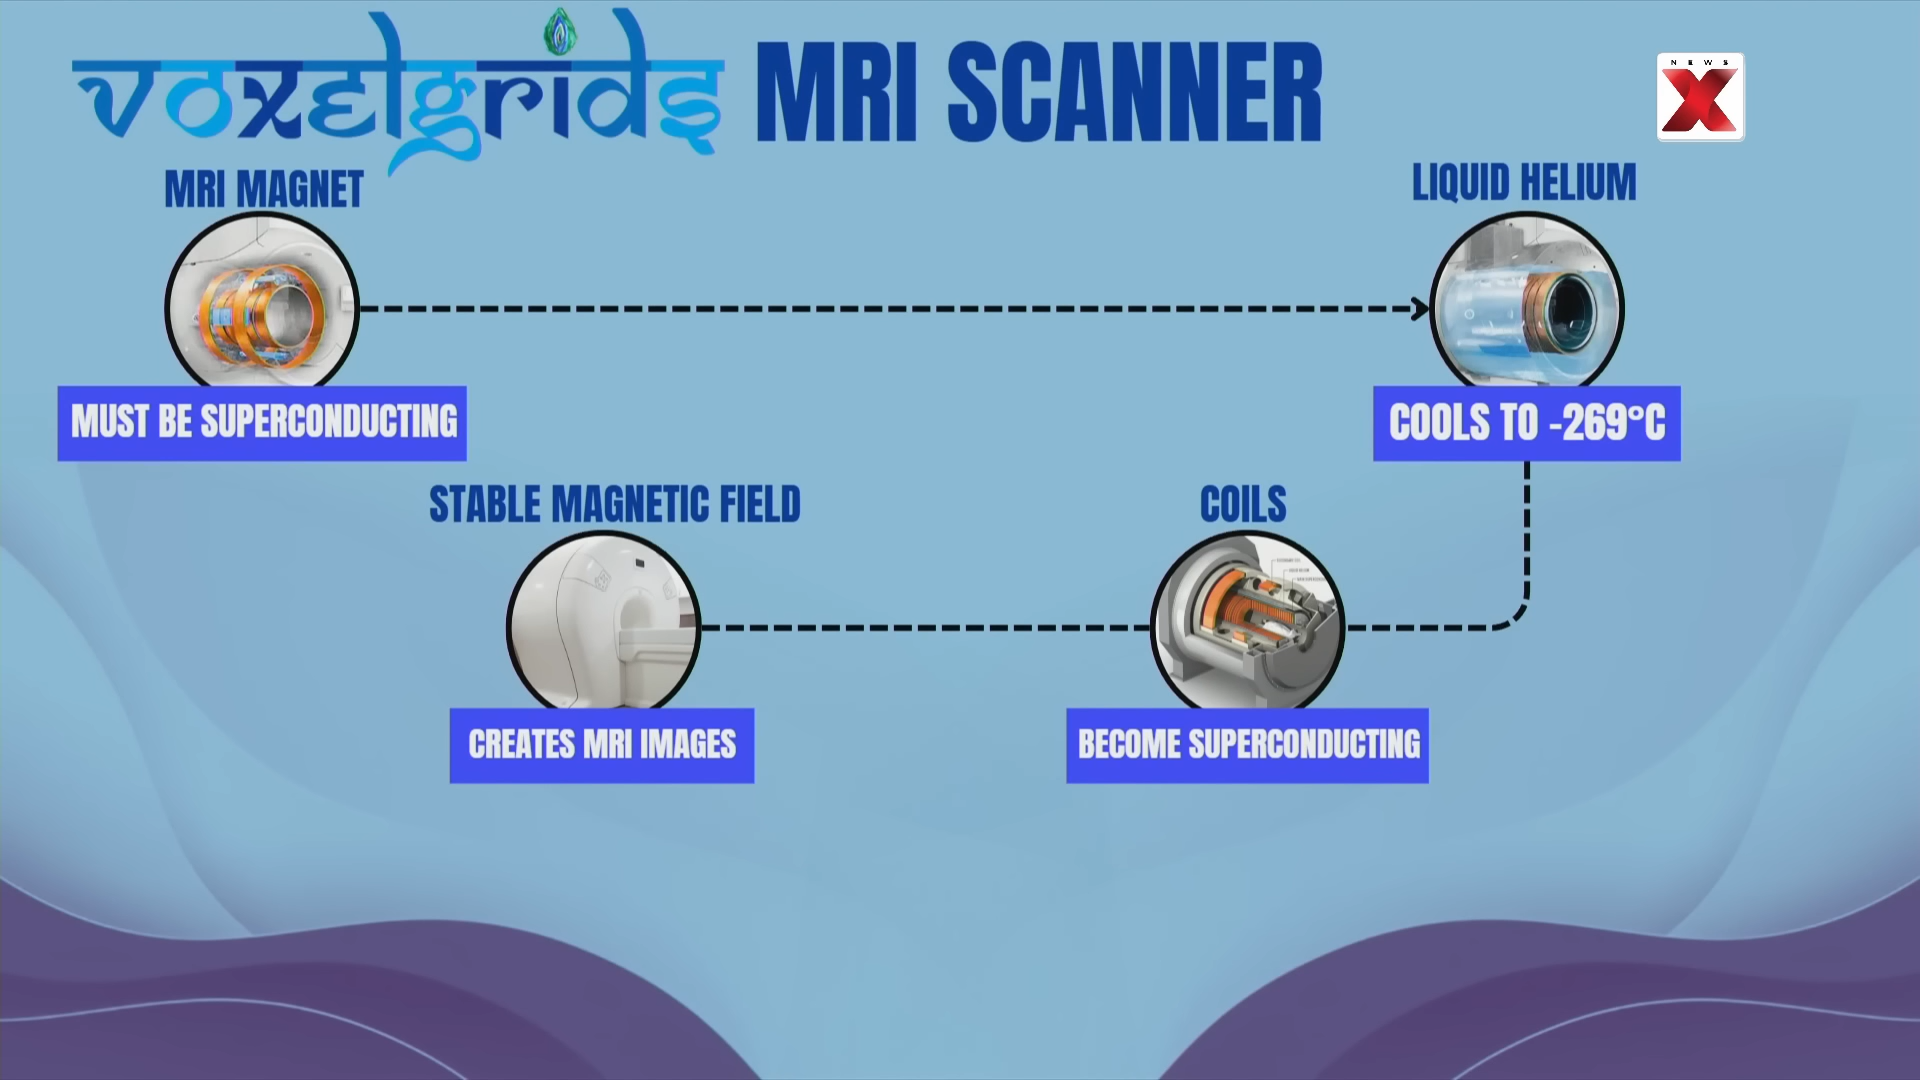 voxelgrids MRI SCANNER
NEWS
X
MRI MAGNET
MUST BE SUPERCONDUCTING
LIQUID HELIUM
COOLS TO -269°C
COILS
BECOME SUPERCONDUCTING
STABLE MAGNETIC FIELD
CREATES MRI IMAGES